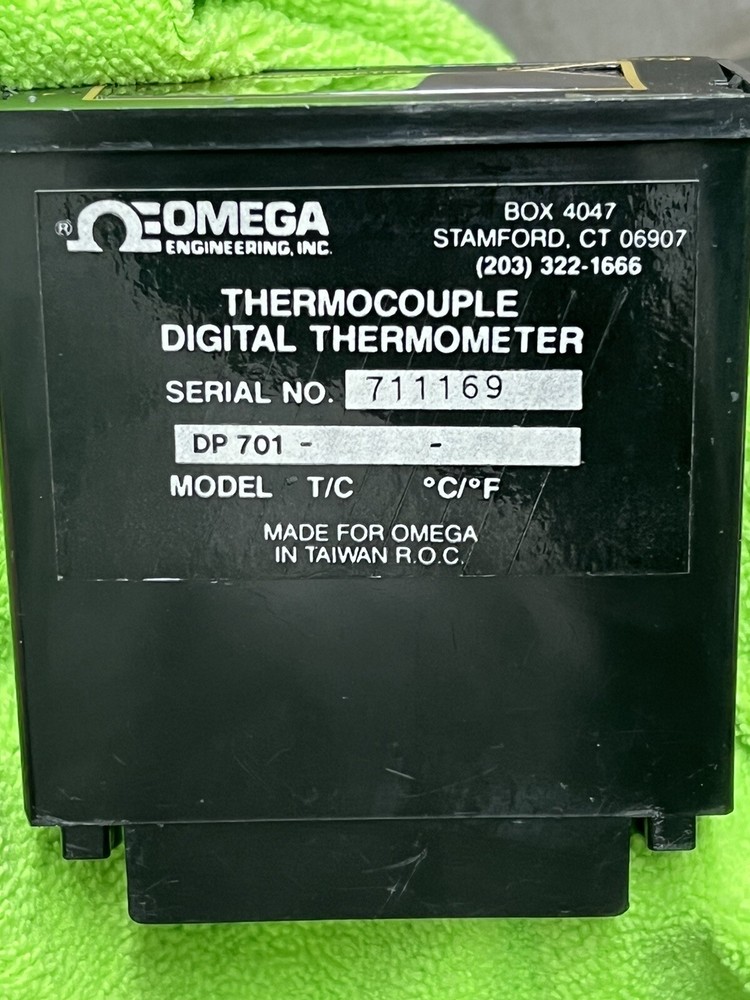 ® OMEGA
ENGINEERING, INC.
BOX 4047
STAMFORD, CT 06907
(203) 322-1666
THERMOCOUPLE
DIGITAL THERMOMETER
SERIAL NO. 711169
DP 701 - -
MODEL T/C °C/°F
MADE FOR OMEGA
IN TAIWAN R.O.C.